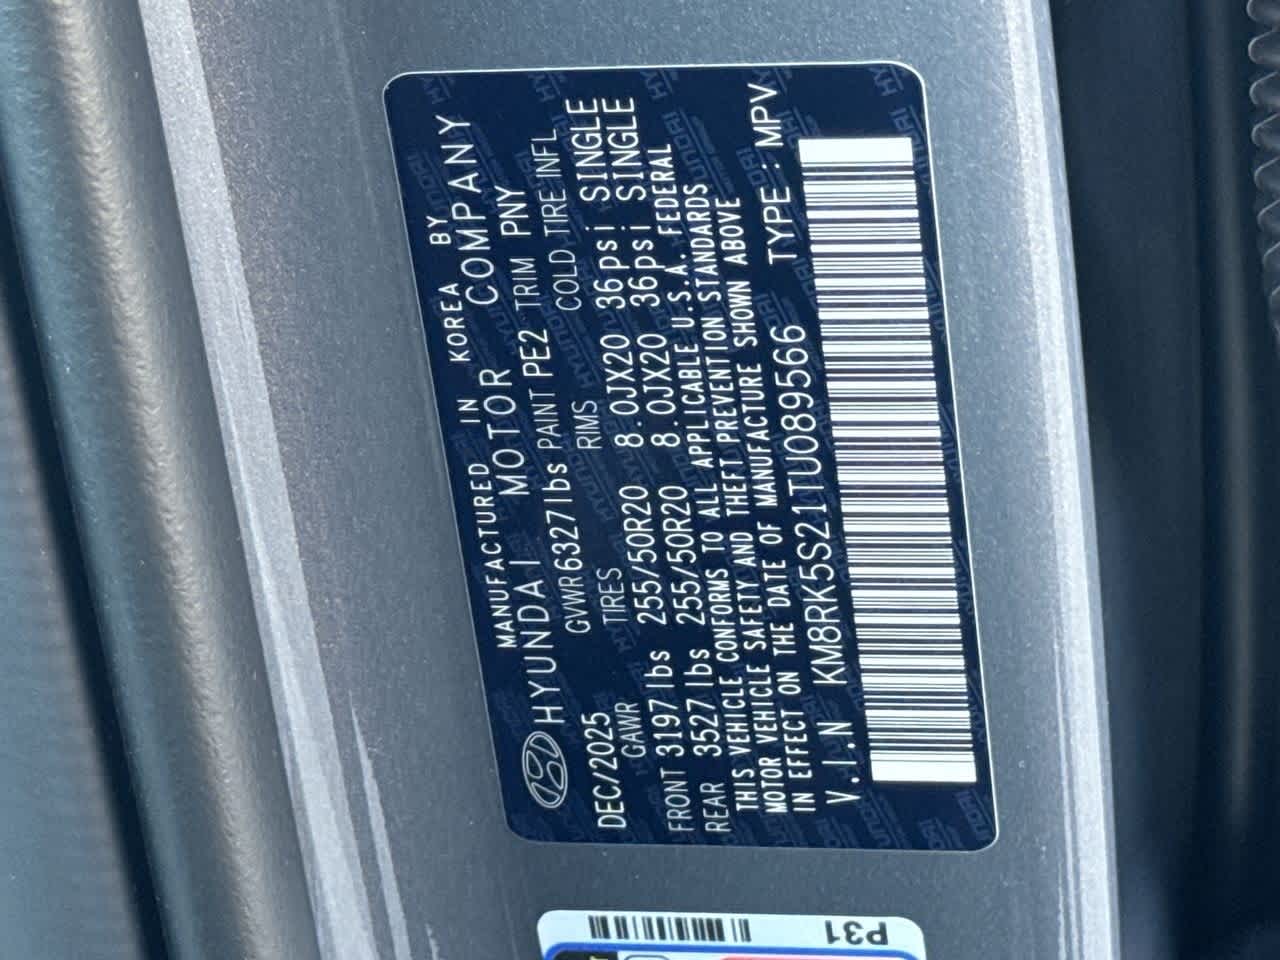 MANUFACTURED IN KOREA BY
HYUNDAI MOTOR COMPANY
DEC/2025 GVWR 6327lbs PAINT PE2 TRIM PNY
GAWR TIRES RIMS COLD TIRE INFL.
FRONT 3197lbs 255/50R20 8.0JX20 36psi SINGLE
REAR 3527lbs 255/50R20 8.0JX20 36psi SINGLE
THIS VEHICLE CONFORMS TO ALL APPLICABLE U.S.A. FEDERAL
MOTOR VEHICLE SAFETY AND THEFT PREVENTION STANDARDS
IN EFFECT ON THE DATE OF MANUFACTURE SHOWN ABOVE
V.I.N KM8RK5S21TU089566 TYPE : MPV
P31